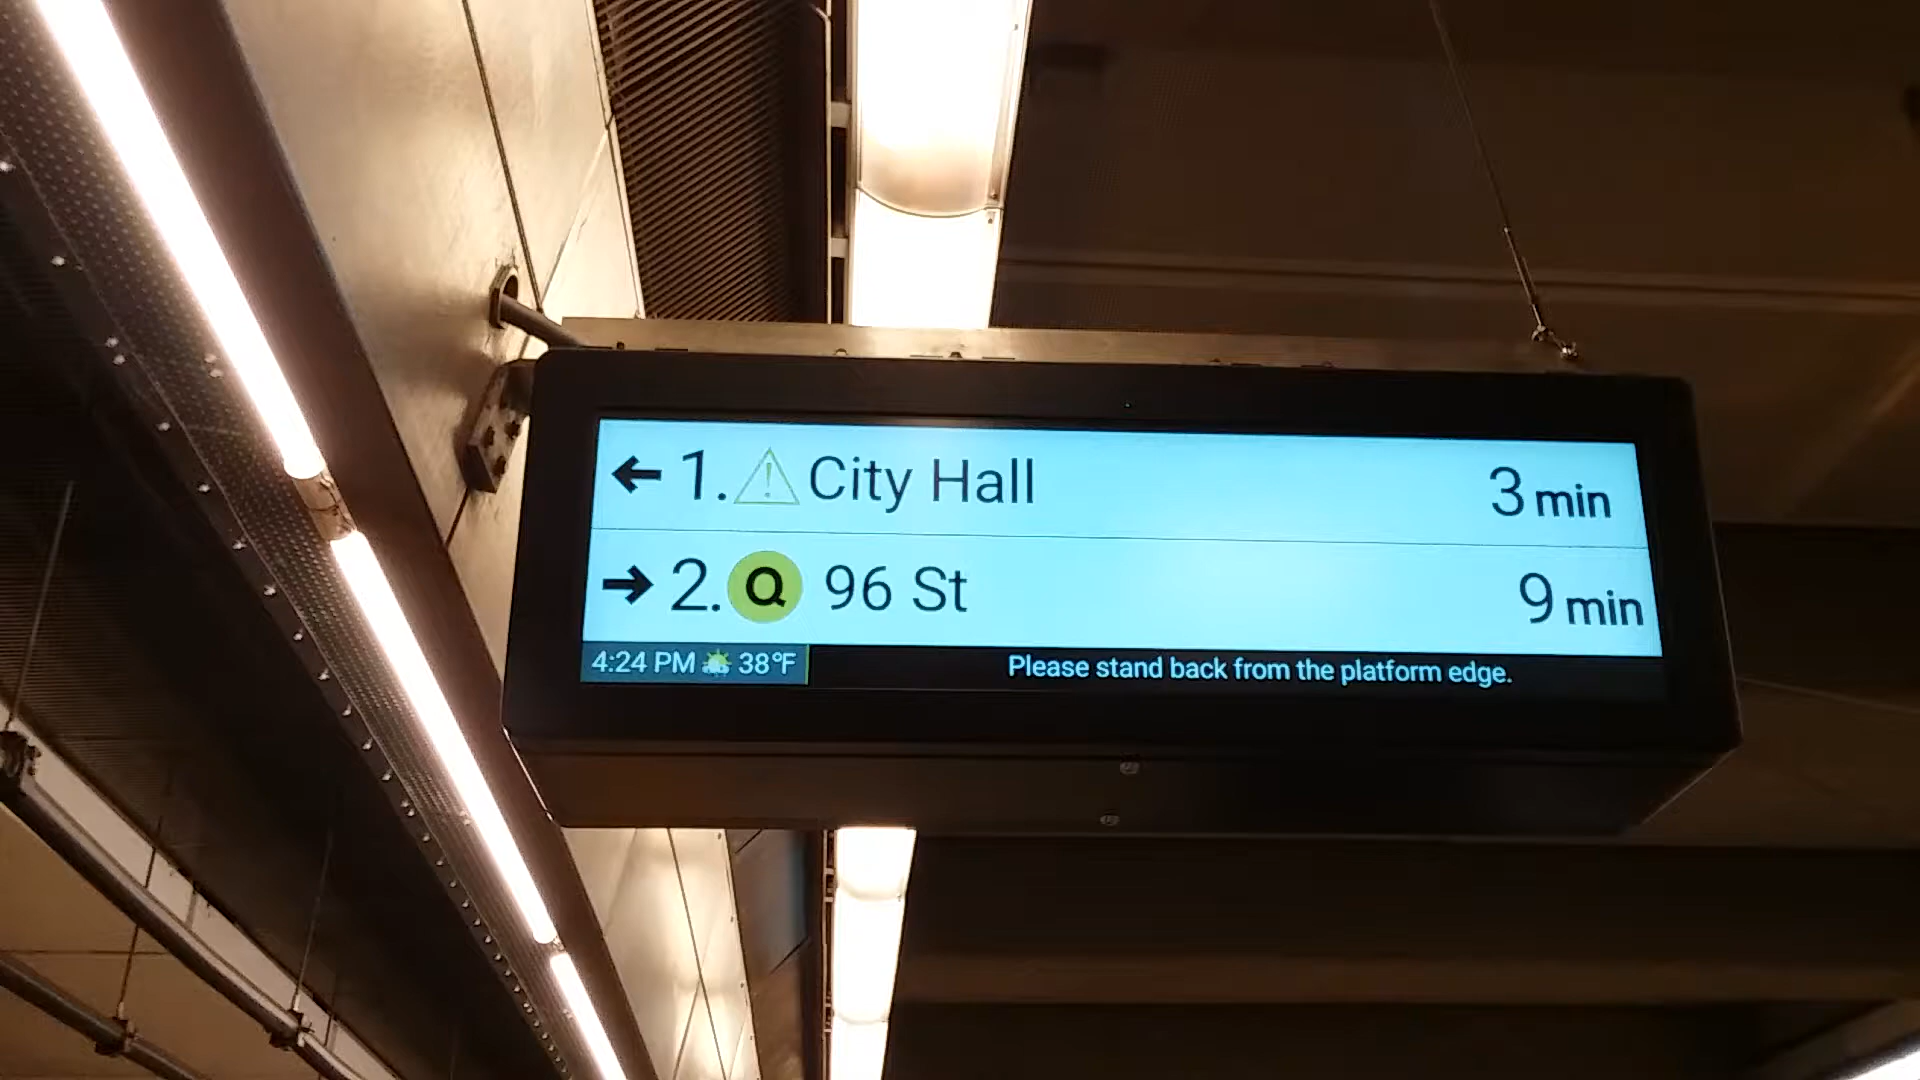 ← 1. ⚠ City Hall 3 min
→ 2. Q 96 St 9 min
4:24 PM 38°F Please stand back from the platform edge.